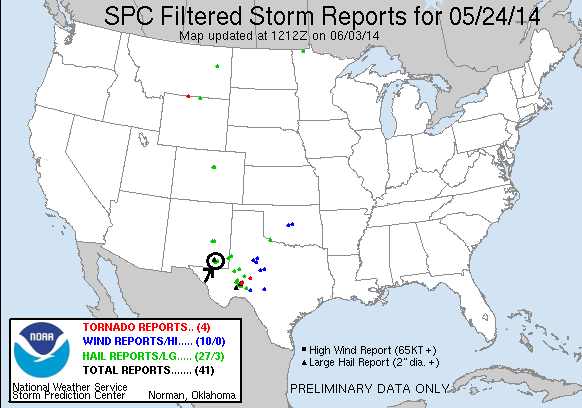 SPC Filtered Storm Reports for 05/24/14
Map updated at 1212Z on 06/03/14
TORNADO REPORTS.. (4)
WIND REPORTS/HI..... (10/0)
HAIL REPORTS/LG..... (27/3)
TOTAL REPORTS....... (41)
NOAA
National Weather Service
Storm Prediction Center Norman, Oklahoma
High Wind Report (65KT +)
Large Hail Report (2" dia. +)
PRELIMINARY DATA ONLY